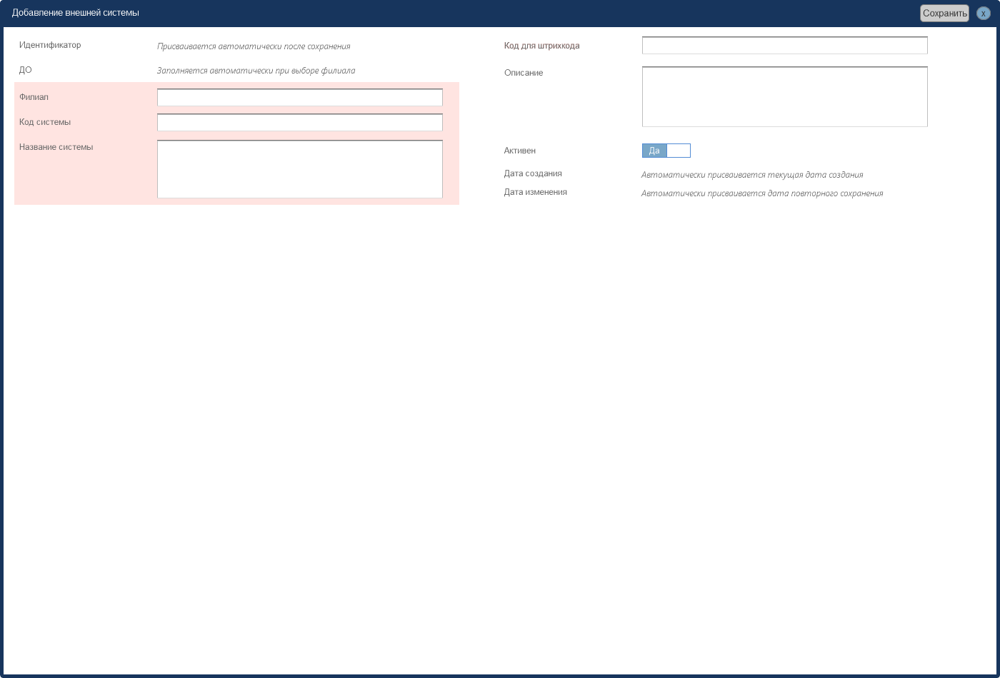 Добавление внешней системы
Сохранить
x
Идентификатор
Присваивается автоматически после сохранения
ДО
Заполняется автоматически при выборе филиала
Филиал
Код системы
Название системы
Код для штрихкода
Описание
Активен
Да
Дата создания
Автоматически присваивается текущая дата создания
Дата изменения
Автоматически присваивается дата повторного сохранения